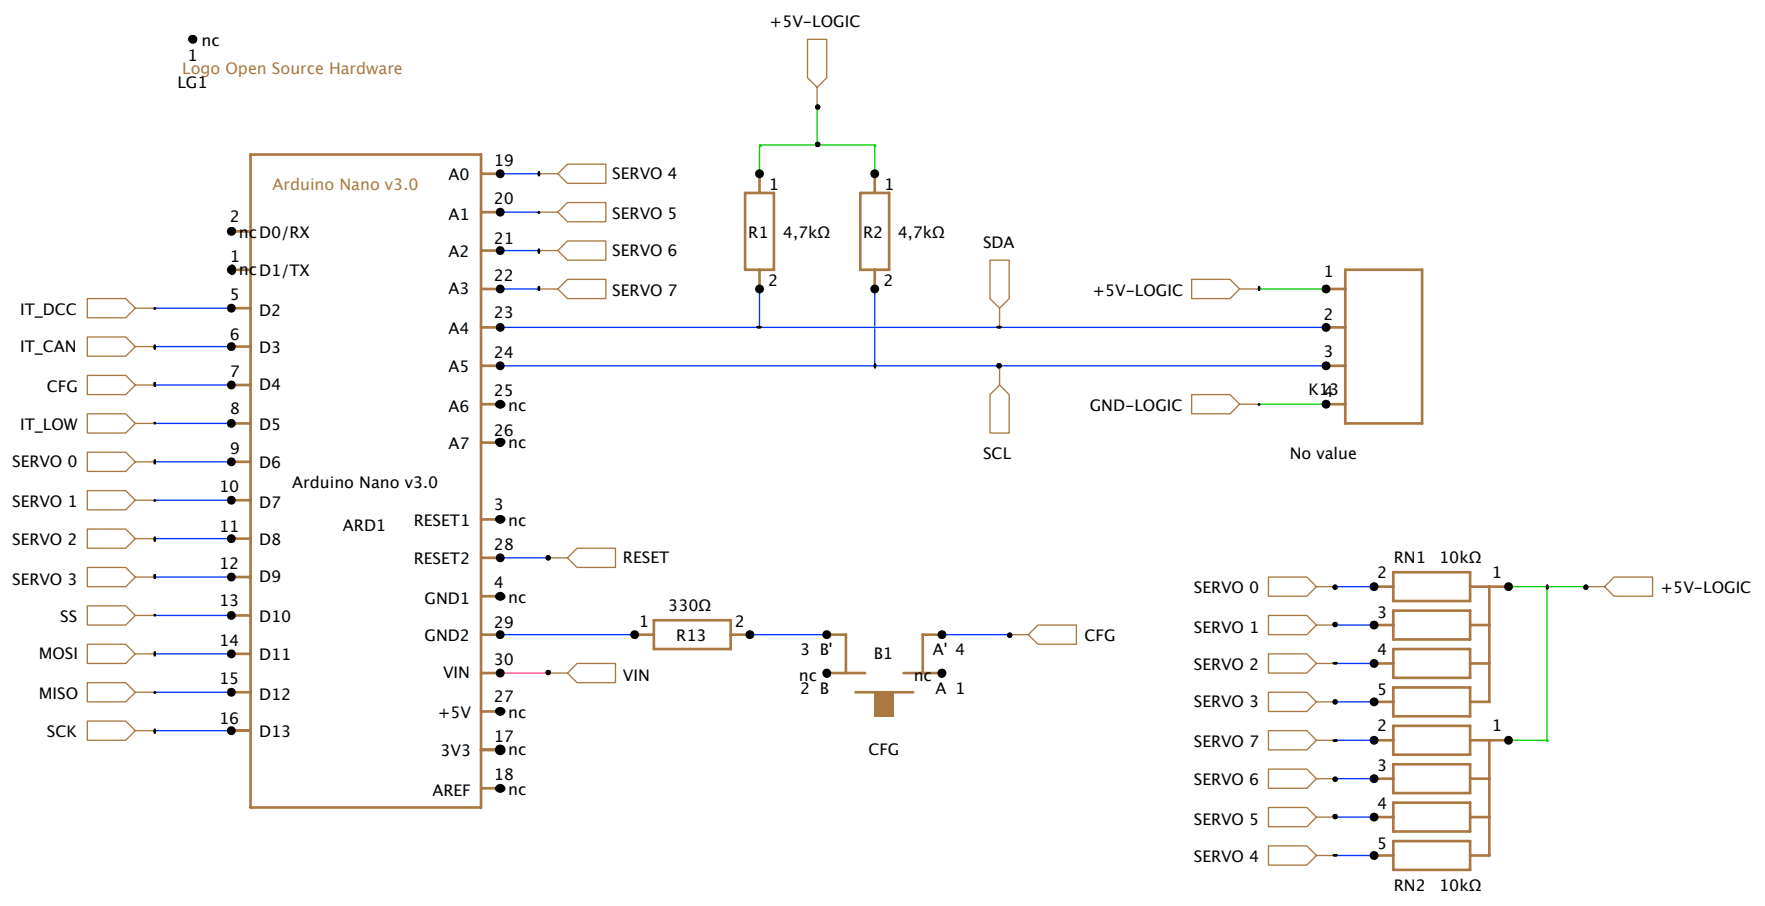 +5V-LOGIC
nc
1
Logo Open Source Hardware
LG1
Arduino Nano v3.0
Arduino Nano v3.0
ARD1
2
nc D0/RX
1
nc D1/TX
IT_DCC 5 D2
IT_CAN 6 D3
CFG 7 D4
IT_LOW 8 D5
SERVO 0 9 D6
SERVO 1 10 D7
SERVO 2 11 D8
SERVO 3 12 D9
SS 13 D10
MOSI 14 D11
MISO 15 D12
SCK 16 D13
A0 19 SERVO 4
A1 20 SERVO 5
A2 21 SERVO 6
A3 22 SERVO 7
A4 23
A5 24
A6 25 nc
A7 26 nc
RESET1 3 nc
RESET2 28 RESET
GND1 4 nc
GND2 29
VIN 30 VIN
+5V 27 nc
3V3 17 nc
AREF 18 nc
1
R1 4,7kΩ
2
1
R2 4,7kΩ
2
SDA
SCL
+5V-LOGIC 1
2
3
GND-LOGIC 4
K13
No value
330Ω
1 R13 2
3 B'
nc
2 B
B1
A' 4
nc
A 1
CFG
CFG
RN1 10kΩ
SERVO 0 2 1 +5V-LOGIC
SERVO 1 3
SERVO 2 4
SERVO 3 5
SERVO 7 2 1
SERVO 6 3
SERVO 5 4
SERVO 4 5
RN2 10kΩ